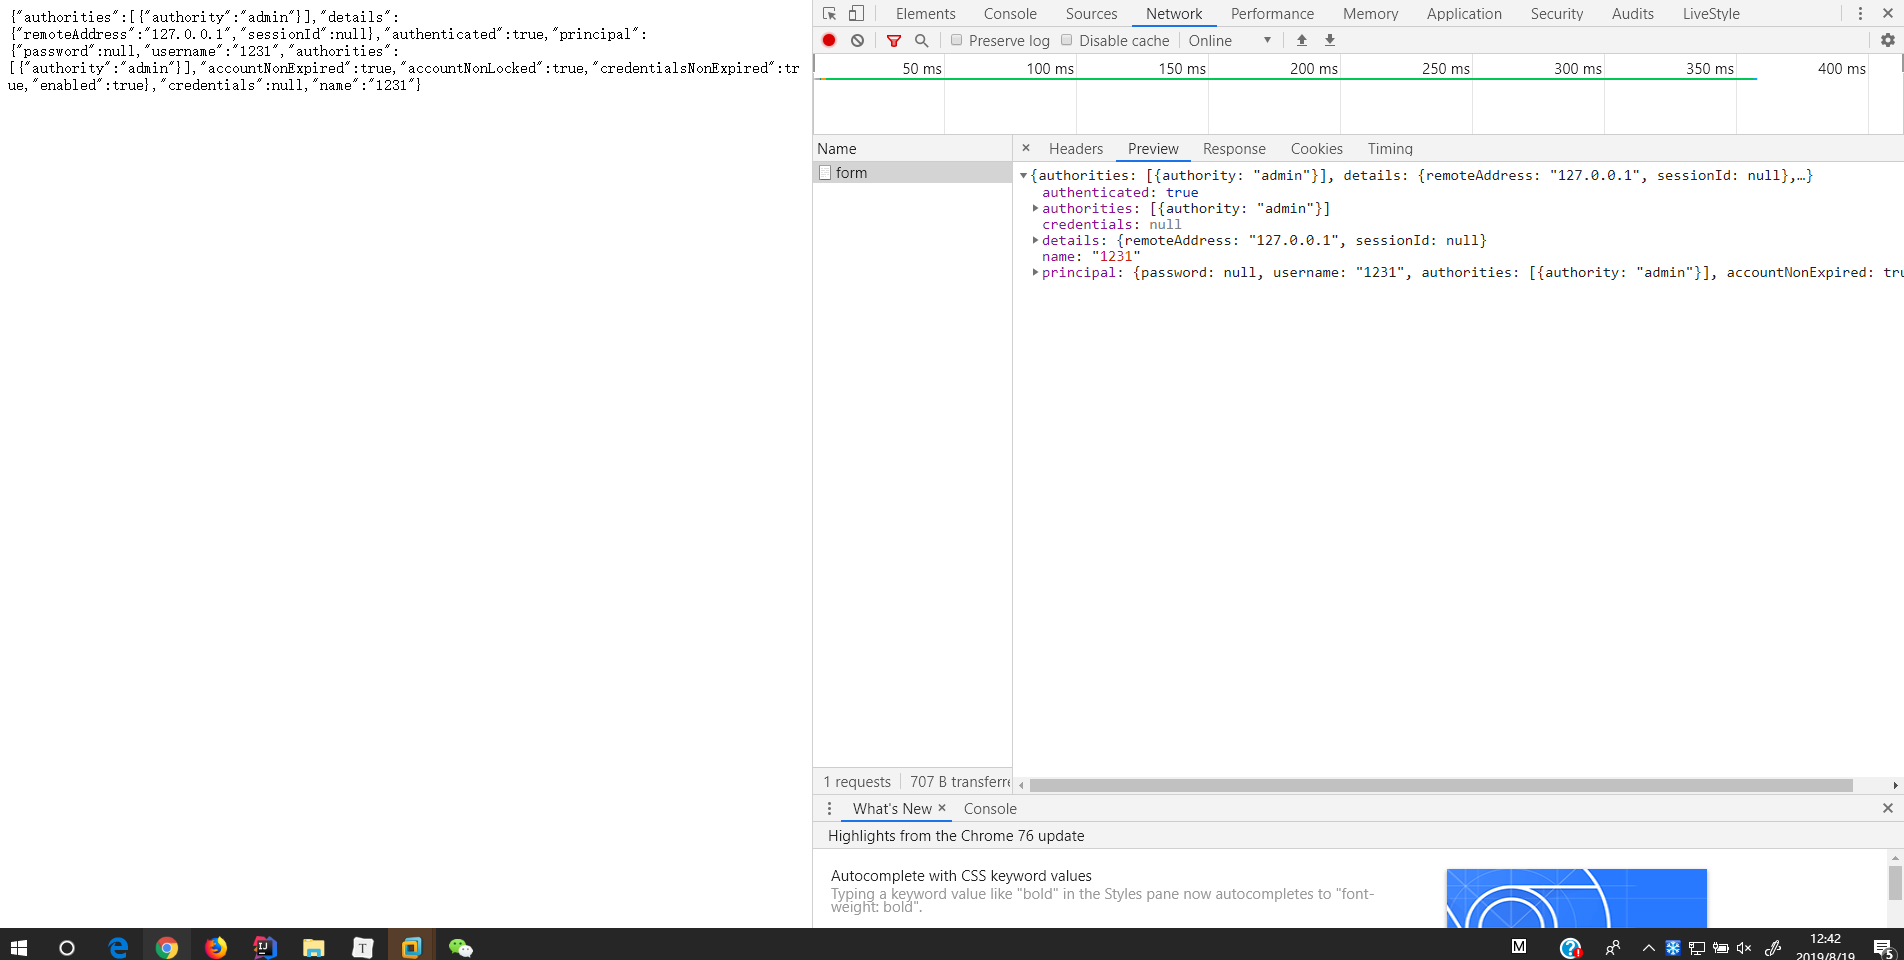 {"authorities":[{"authority":"admin"}],"details":
{"remoteAddress":"127.0.0.1","sessionId":null},"authenticated":true,"principal":
{"password":null,"username":"1231","authorities":
[{"authority":"admin"}],"accountNonExpired":true,"accountNonLocked":true,"credentialsNonExpired":tr
ue,"enabled":true},"credentials":null,"name":"1231"}
Elements Console Sources Network Performance Memory Application Security Audits LiveStyle
Preserve log Disable cache Online
50 ms 100 ms 150 ms 200 ms 250 ms 300 ms 350 ms 400 ms
Name
form
Headers Preview Response Cookies Timing
{authorities: [{authority: "admin"}], details: {remoteAddress: "127.0.0.1", sessionId: null},…}
authenticated: true
authorities: [{authority: "admin"}]
credentials: null
details: {remoteAddress: "127.0.0.1", sessionId: null}
name: "1231"
principal: {password: null, username: "1231", authorities: [{authority: "admin"}], accountNonExpired: tru
1 requests 707 B transferre
What's New Console
Highlights from the Chrome 76 update
Autocomplete with CSS keyword values
Typing a keyword value like "bold" in the Styles pane now autocompletes to "font-
weight: bold".
12:42
2019/8/19
5